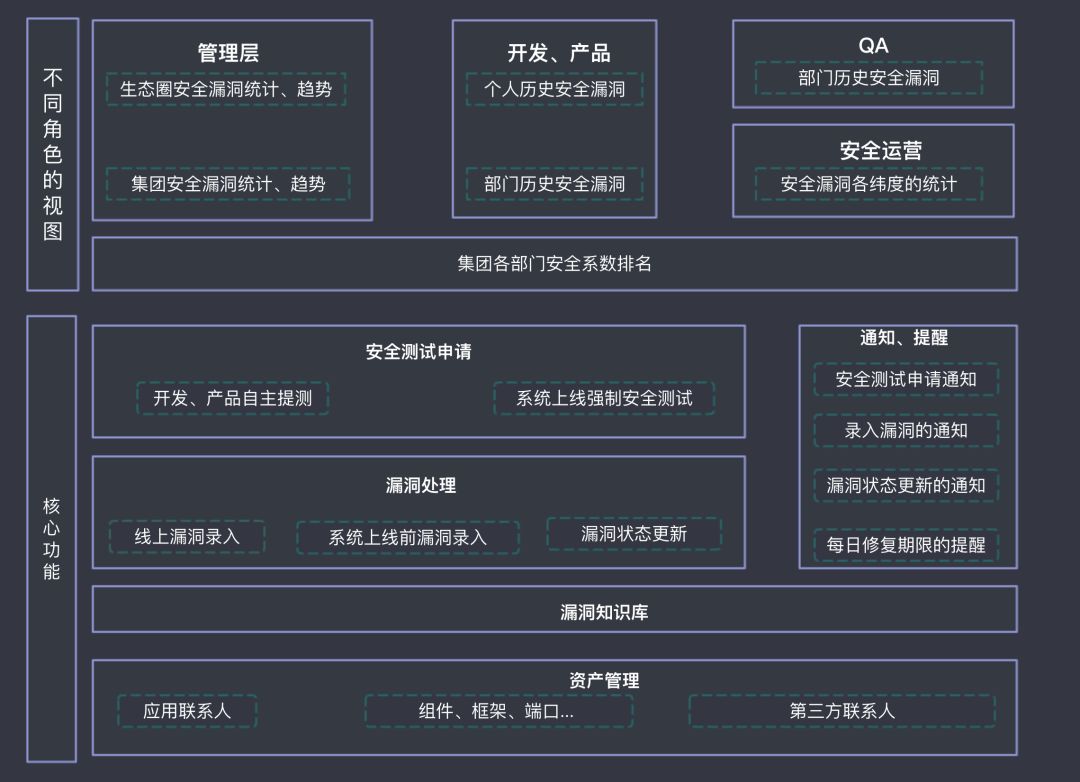 不同角色的视图
管理层
生态圈安全漏洞统计、趋势
集团安全漏洞统计、趋势
开发、产品
个人历史安全漏洞
部门历史安全漏洞
QA
部门历史安全漏洞
安全运营
安全漏洞各纬度的统计
集团各部门安全系数排名
核心功能
安全测试申请
开发、产品自主提测
系统上线强制安全测试
漏洞处理
线上漏洞录入
系统上线前漏洞录入
漏洞状态更新
通知、提醒
安全测试申请通知
录入漏洞的通知
漏洞状态更新的通知
每日修复期限的提醒
漏洞知识库
资产管理
应用联系人
组件、框架、端口...
第三方联系人